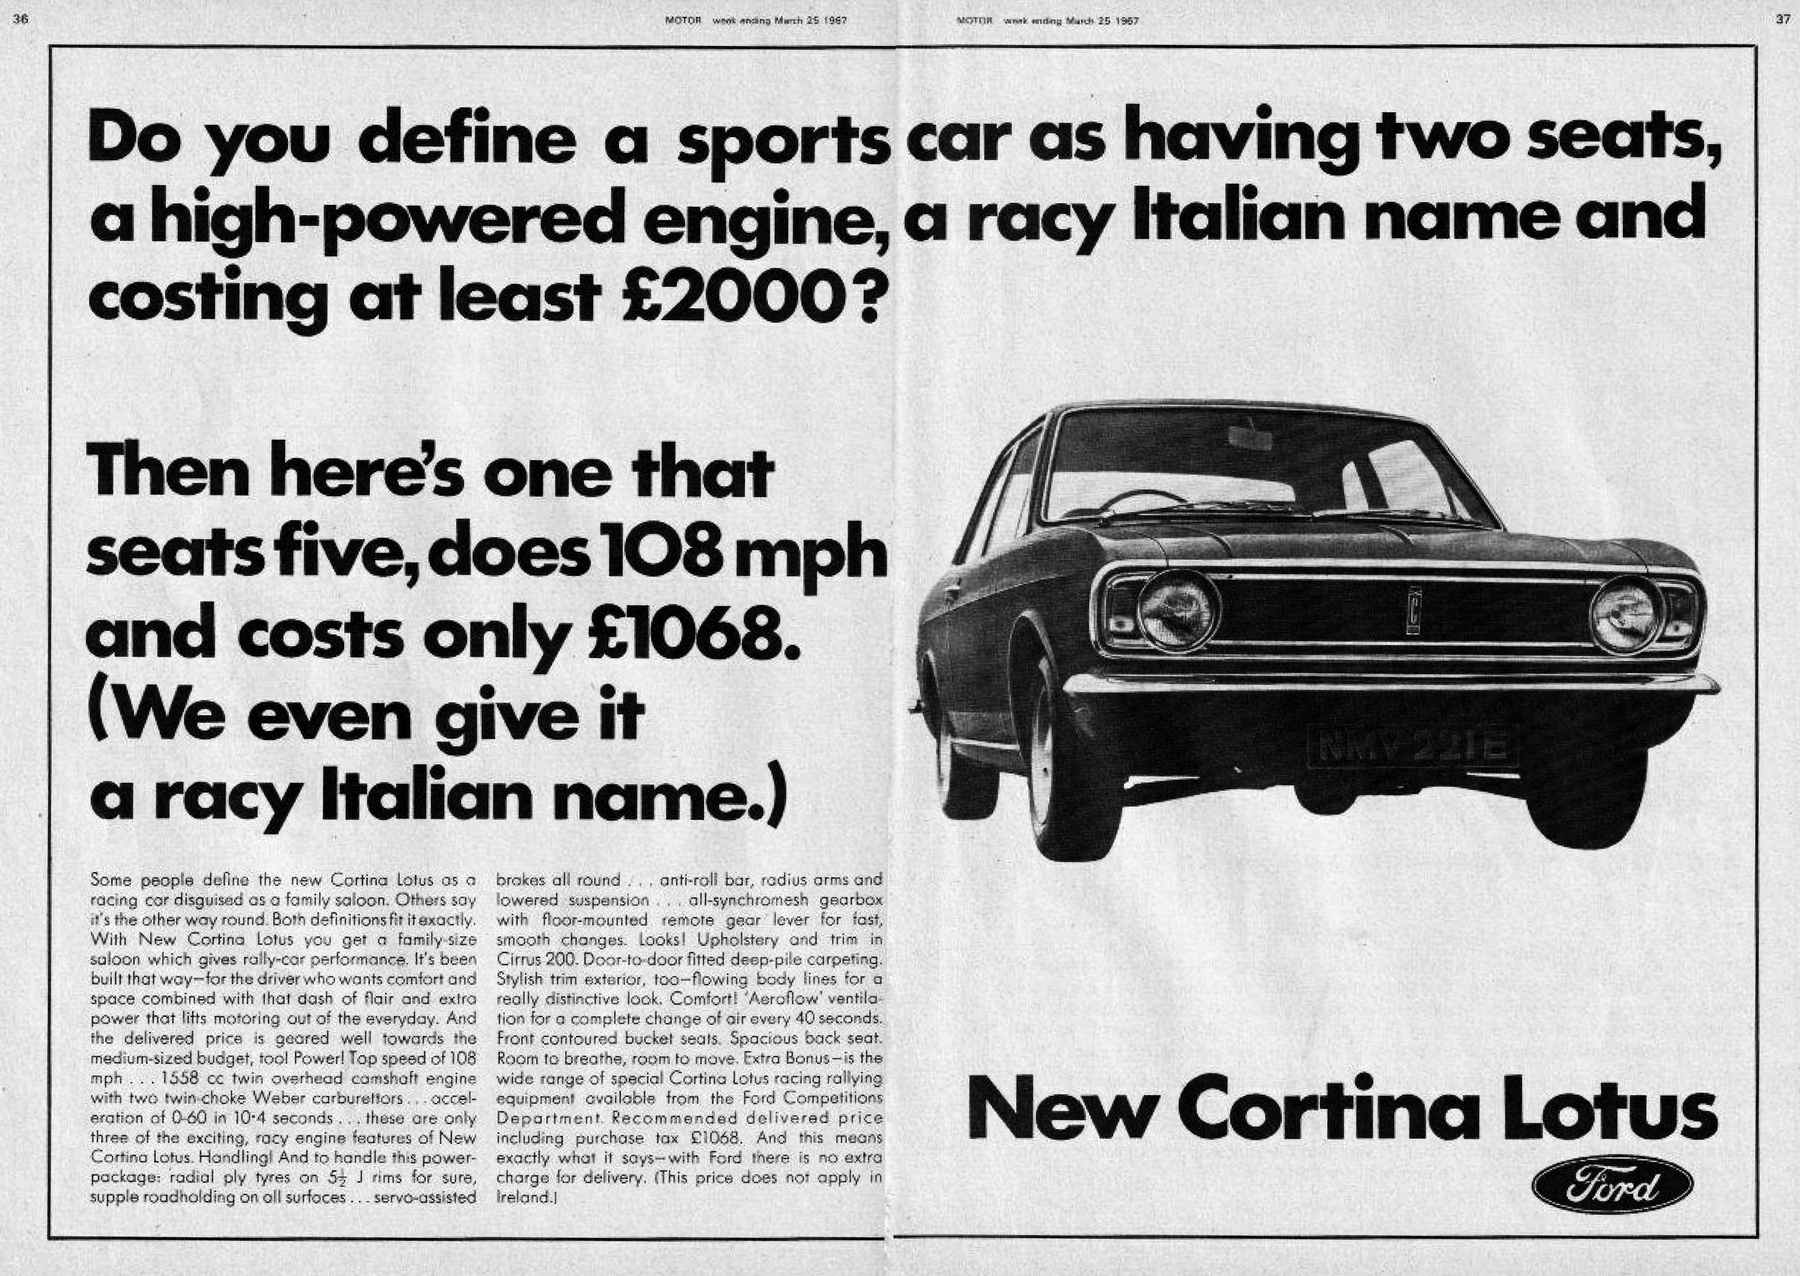 36
MOTOR week ending March 25 1967
MOTOR week ending March 25 1967
37
Do you define a sports car as having two seats,
a high-powered engine, a racy Italian name and
costing at least £2000?
Then here's one that
seats five, does 108 mph
and costs only £1068.
(We even give it
a racy Italian name.)
Some people define the new Cortina Lotus as a
racing car disguised as a family saloon. Others say
it's the other way round. Both definitions fit it exactly.
With New Cortina Lotus you get a family-size
saloon which gives rally-car performance. It's been
built that way—for the driver who wants comfort and
space combined with that dash of flair and extra
power that lifts motoring out of the everyday. And
the delivered price is geared well towards the
medium-sized budget, too! Power! Top speed of 108
mph . . . 1558 cc twin overhead camshaft engine
with two twin-choke Weber carburettors . . . accel-
eration of 0-60 in 10·4 seconds . . . these are only
three of the exciting, racy engine features of New
Cortina Lotus. Handling! And to handle this power-
package: radial ply tyres on 5½ J rims for sure,
supple roadholding on all surfaces . . . servo-assisted
brakes all round . . . anti-roll bar, radius arms and
lowered suspension . . . all-synchromesh gearbox
with floor-mounted remote gear lever for fast,
smooth changes. Looks! Upholstery and trim in
Cirrus 200. Door-to-door fitted deep-pile carpeting.
Stylish trim exterior, too—flowing body lines for a
really distinctive look. Comfort! 'Aeroflow' ventila-
tion for a complete change of air every 40 seconds.
Front contoured bucket seats. Spacious back seat.
Room to breathe, room to move. Extra Bonus—is the
wide range of special Cortina Lotus racing rallying
equipment available from the Ford Competitions
Department. Recommended delivered price
including purchase tax £1068. And this means
exactly what it says—with Ford there is no extra
charge for delivery. (This price does not apply in
Ireland.)
NMV 221E
New Cortina Lotus
Ford